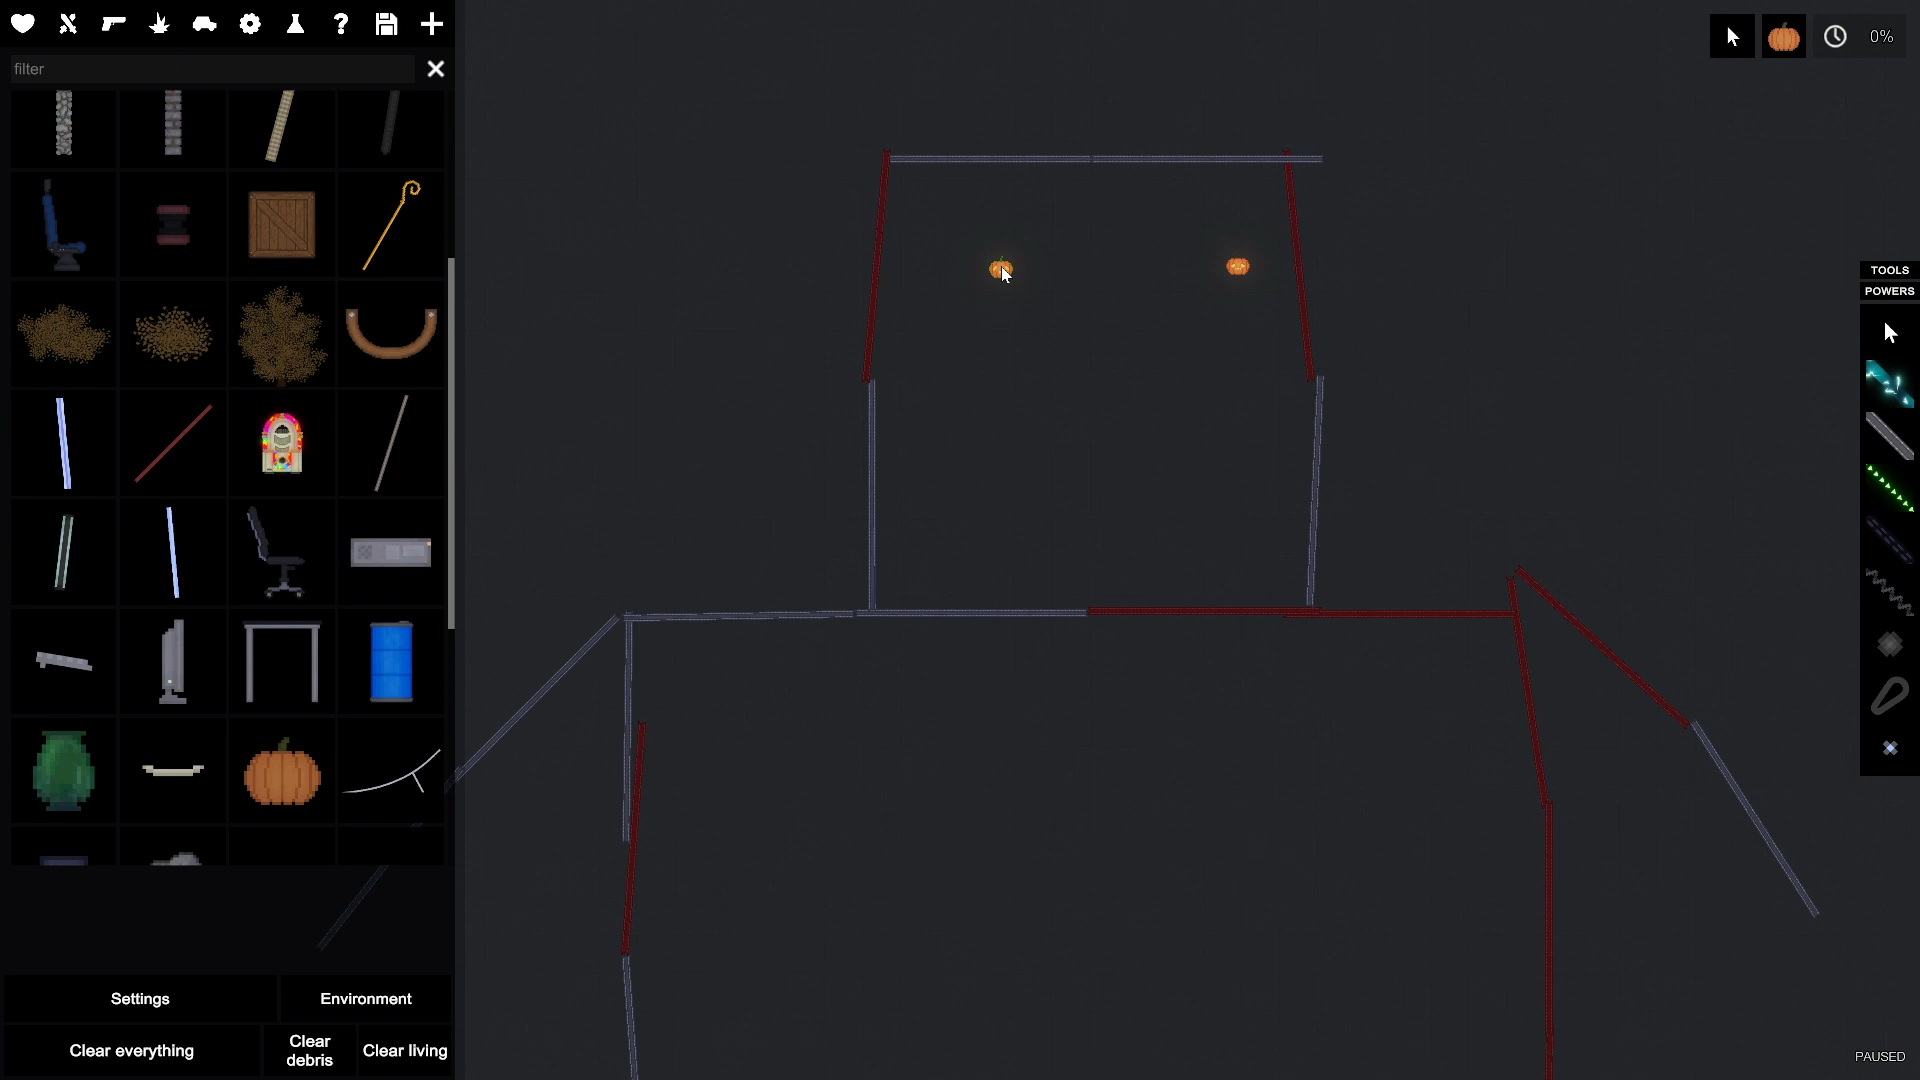 0%
filter
TOOLS
POWERS
Settings
Environment
Clear everything
Clear
debris
Clear living
PAUSED